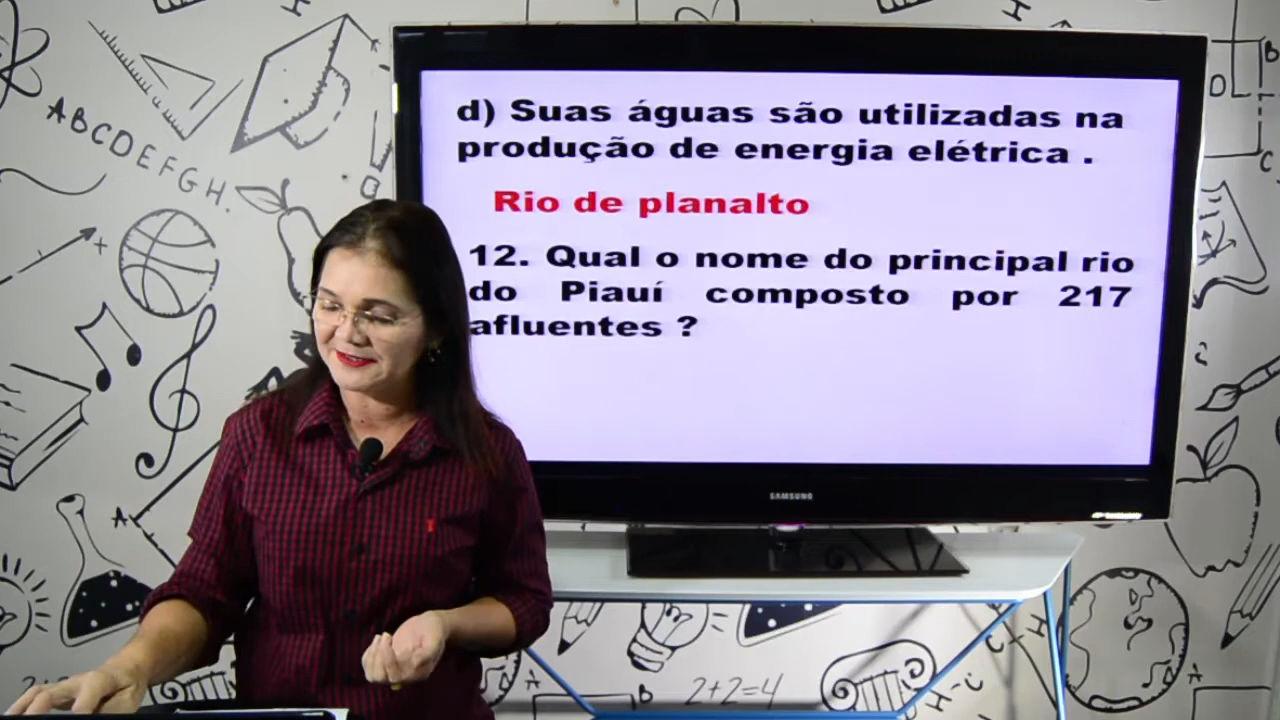 d) Suas águas são utilizadas na
produção de energia elétrica .
Rio de planalto
12. Qual o nome do principal rio
do Piauí composto por 217
afluentes ?
SAMSUNG
ABCDEFGH.
A
B
D
C
2+2=4
B
A
C
H
H-C